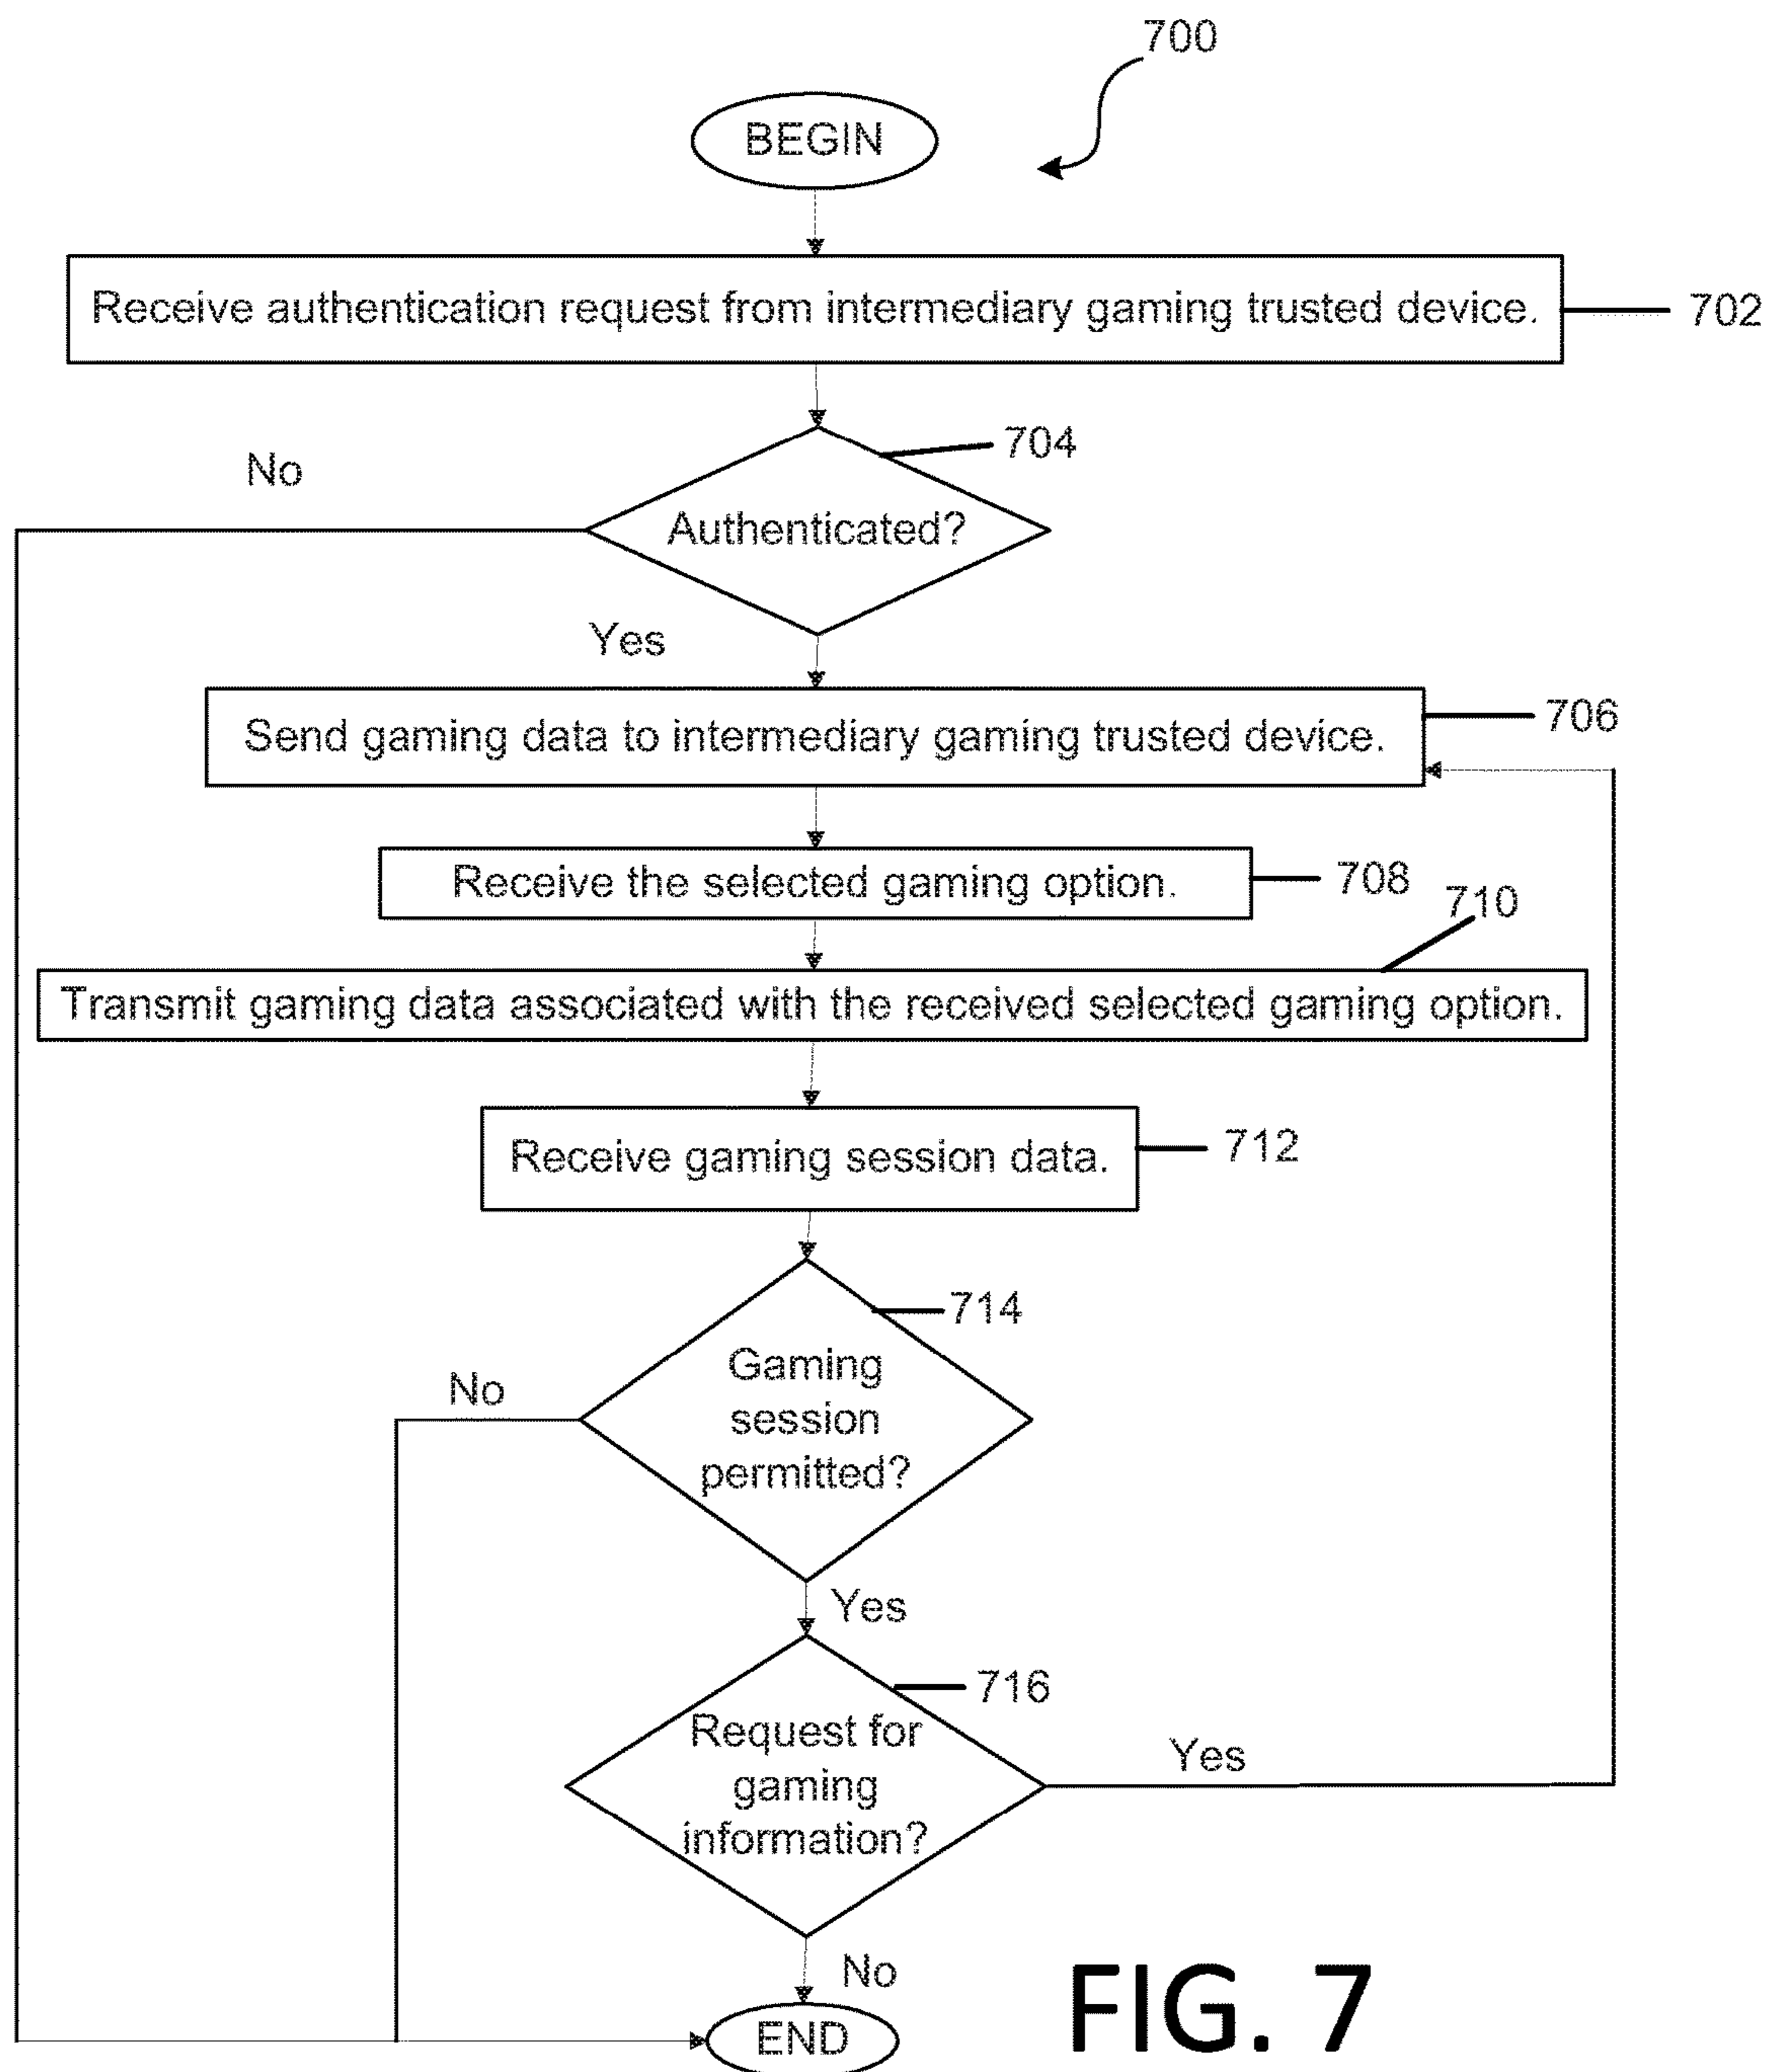 700
BEGIN
Receive authentication request from intermediary gaming trusted device.
702
704
No
Authenticated?
Yes
706
Send gaming data to intermediary gaming trusted device.
Receive the selected gaming option.
708
710
Transmit gaming data associated with the received selected gaming option.
Receive gaming session data.
712
714
Gaming
session
permitted?
No
Yes
716
Request for
gaming
information?
Yes
No
END
FIG. 7